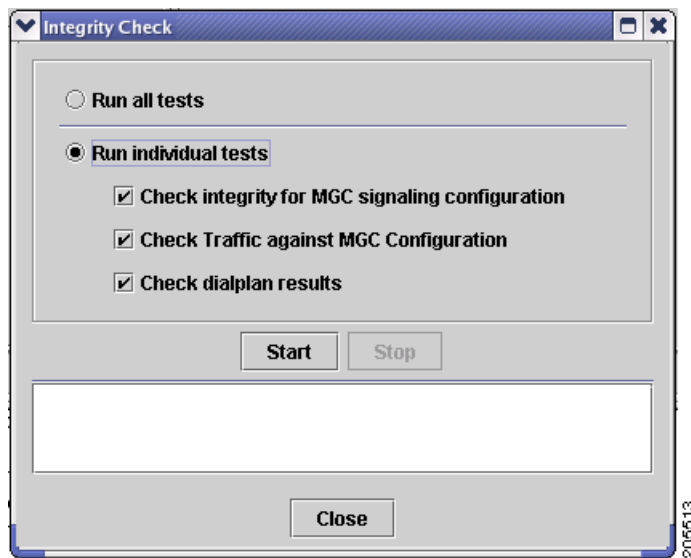 Integrity Check
Run all tests
Run individual tests
Check integrity for MGC signaling configuration
Check Traffic against MGC Configuration
Check dialplan results
Start
Stop
Close
205513